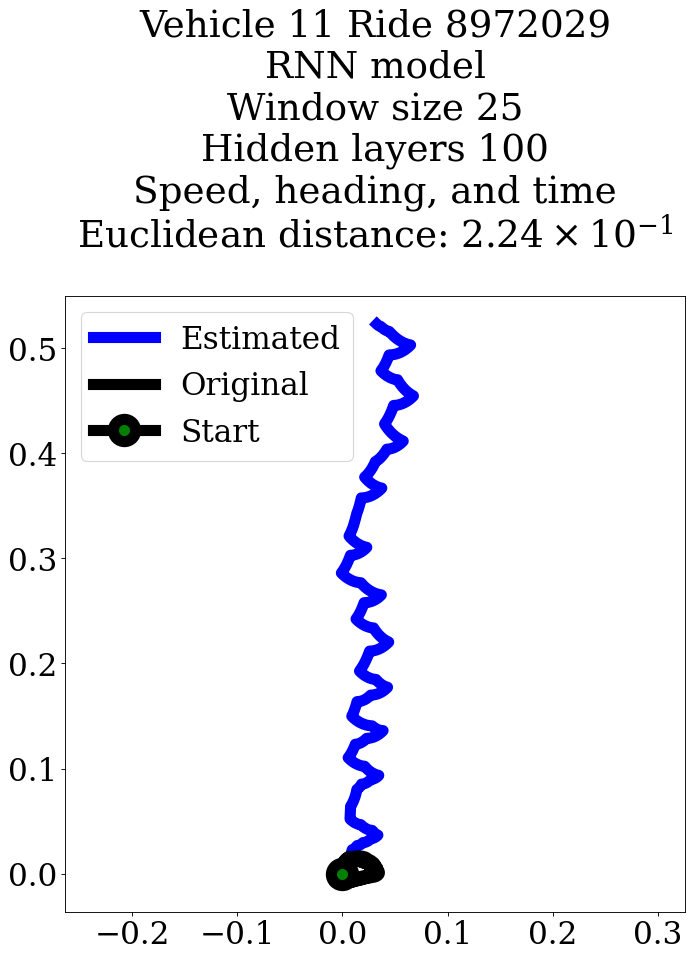 Vehicle 11 Ride 8972029
RNN model
Window size 25
Hidden layers 100
Speed, heading, and time
Euclidean distance: 2.24 × 10⁻¹
Estimated
Original
Start
0.5
0.4
0.3
0.2
0.1
0.0
−0.2 −0.1 0.0 0.1 0.2 0.3